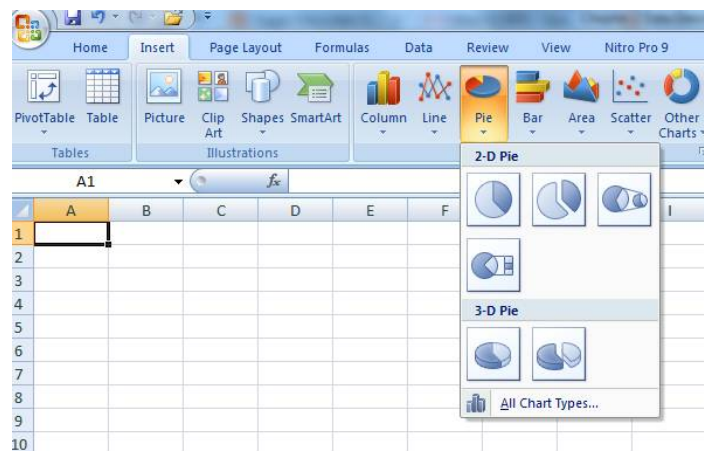 Home Insert Page Layout Formulas Data Review View Nitro Pro 9
PivotTable Table Picture Clip Art Shapes SmartArt Column Line Pie Bar Area Scatter Other Charts
Tables Illustrations
2-D Pie
A1 fx
A B C D E F I
1
2
3
4
3-D Pie
5
6
7
8
All Chart Types...
9
10